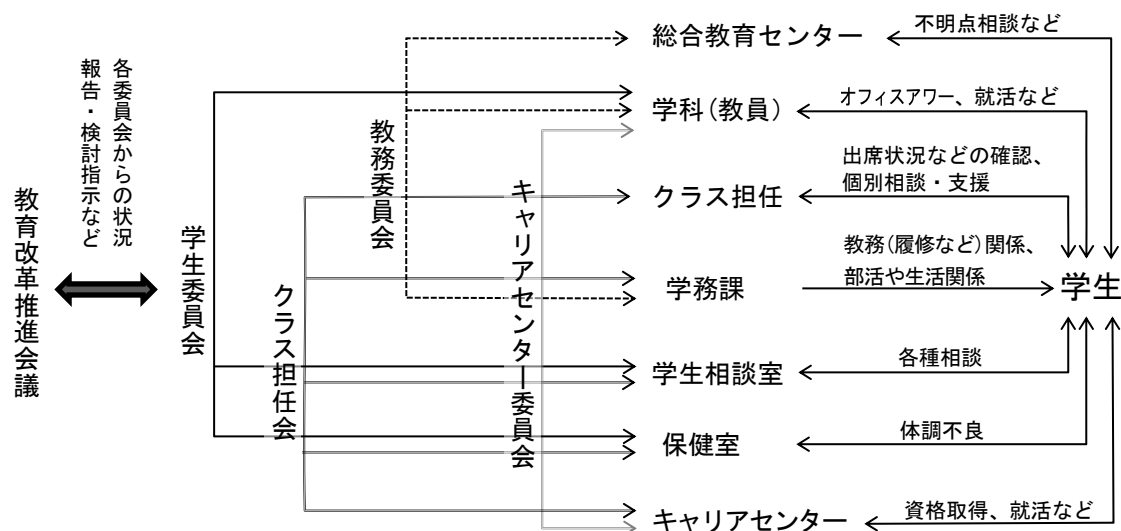 教育改革推進会議
各委員会からの状況
報告・検討指示など
学生委員会
クラス担任会
教務委員会
キャリアセンター委員会
総合教育センター
不明点相談など
学科(教員)
オフィスアワー、就活など
クラス担任
出席状況などの確認、
個別相談・支援
学務課
教務(履修など)関係、
部活や生活関係
学生
学生相談室
各種相談
保健室
体調不良
キャリアセンター
資格取得、就活など